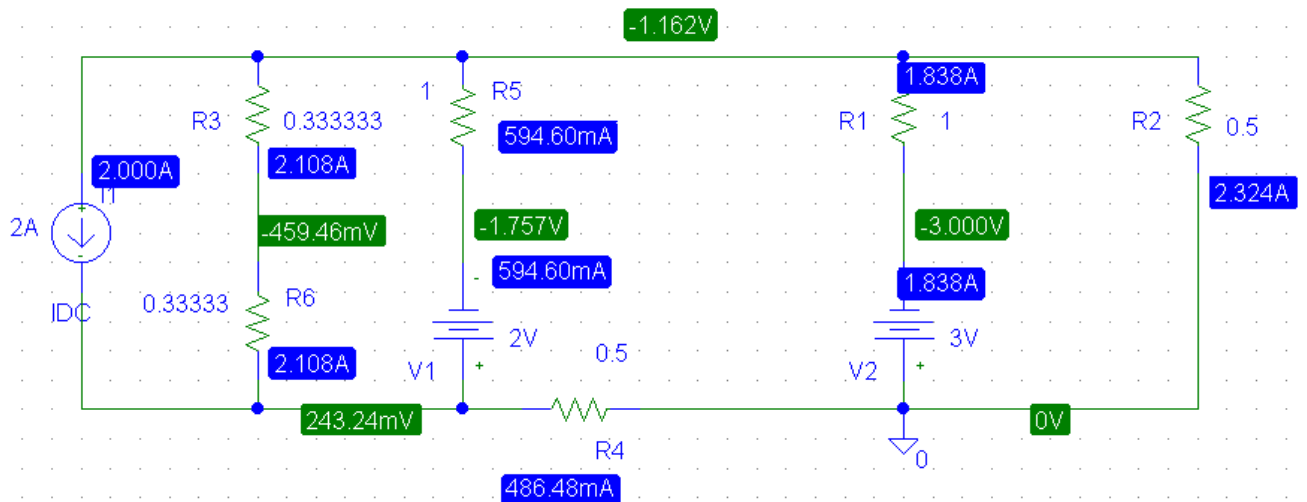 -1.162V
1.838A
1
R5
R3
0.333333
R1
1
R2
0.5
594.60mA
2.000A
I1
2.108A
2.324A
2A
-459.46mV
-1.757V
-3.000V
594.60mA
-
1.838A
0.33333
R6
IDC
2V
3V
0.5
2.108A
V1
+
V2
+
243.24mV
0V
R4
0
486.48mA